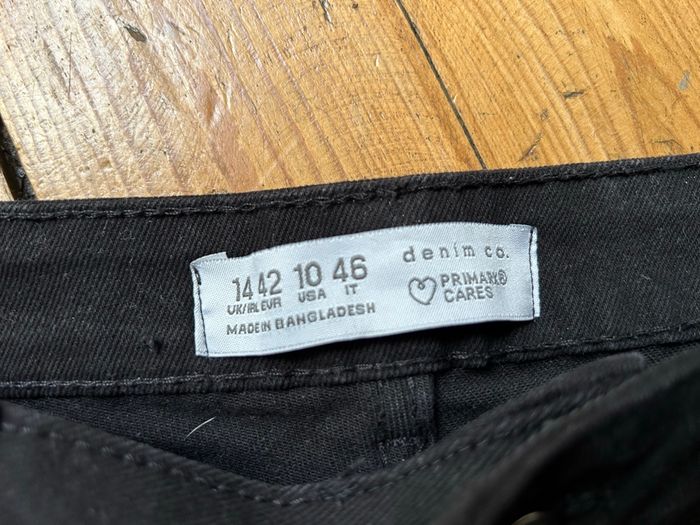 14 42 10 46
UK/IRL EUR USA IT
MADE IN BANGLADESH
denim co.
PRIMARK®
CARES